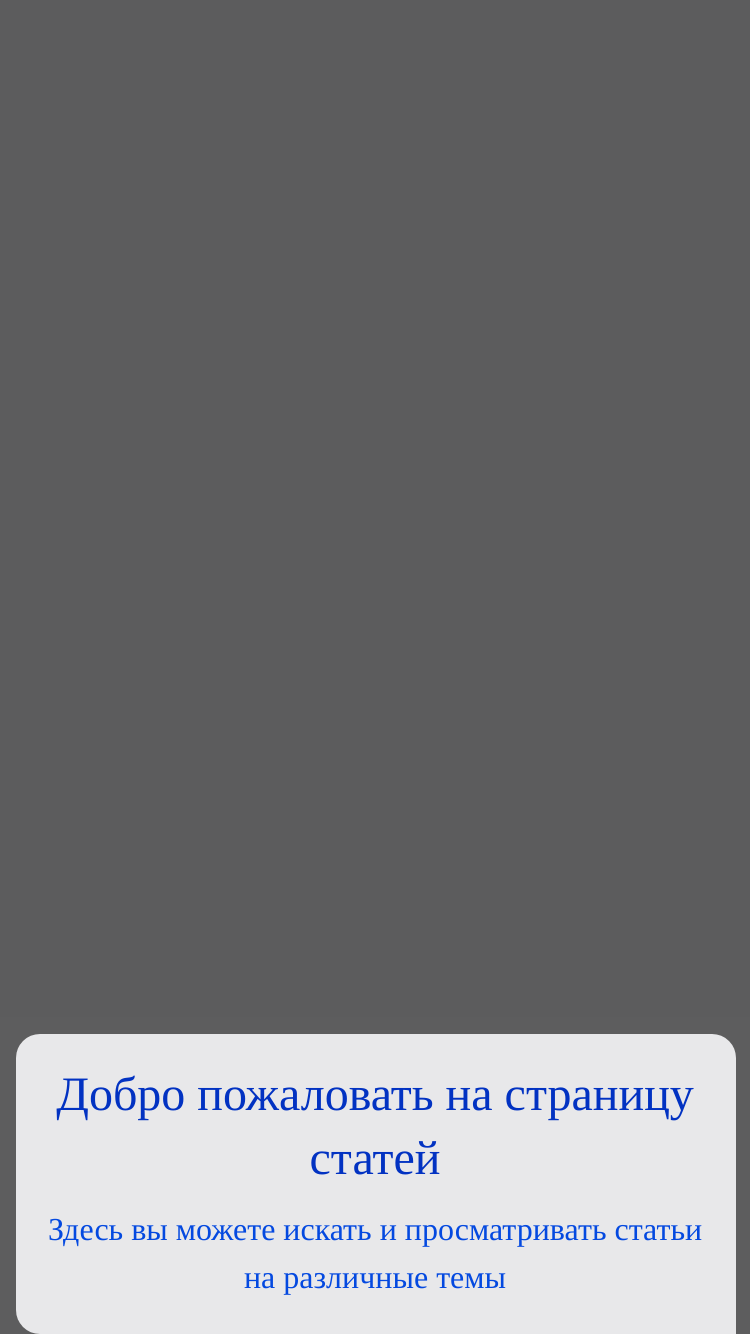 Добро пожаловать на страницу
статей
Здесь вы можете искать и просматривать статьи
на различные темы